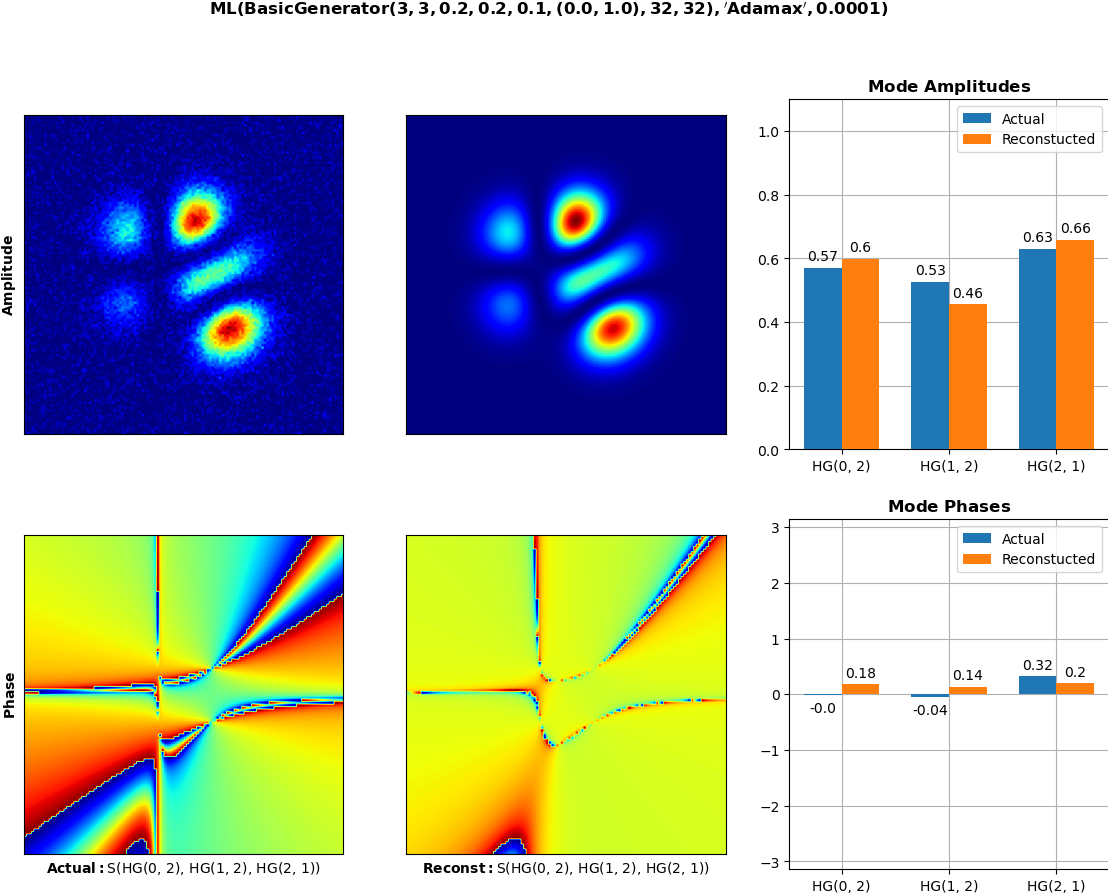 ML(BasicGenerator(3, 3, 0.2, 0.2, 0.1, (0.0, 1.0), 32, 32), ′Adamax′, 0.0001)
Amplitude
Mode Amplitudes
Actual
Reconstucted
1.0
0.8
0.6
0.4
0.2
0.0
0.57
0.6
0.53
0.46
0.63
0.66
HG(0, 2)
HG(1, 2)
HG(2, 1)
Phase
Actual: S(HG(0, 2), HG(1, 2), HG(2, 1))
Reconst: S(HG(0, 2), HG(1, 2), HG(2, 1))
Mode Phases
Actual
Reconstucted
3
2
1
0
−1
−2
−3
-0.0
0.18
-0.04
0.14
0.32
0.2
HG(0, 2)
HG(1, 2)
HG(2, 1)